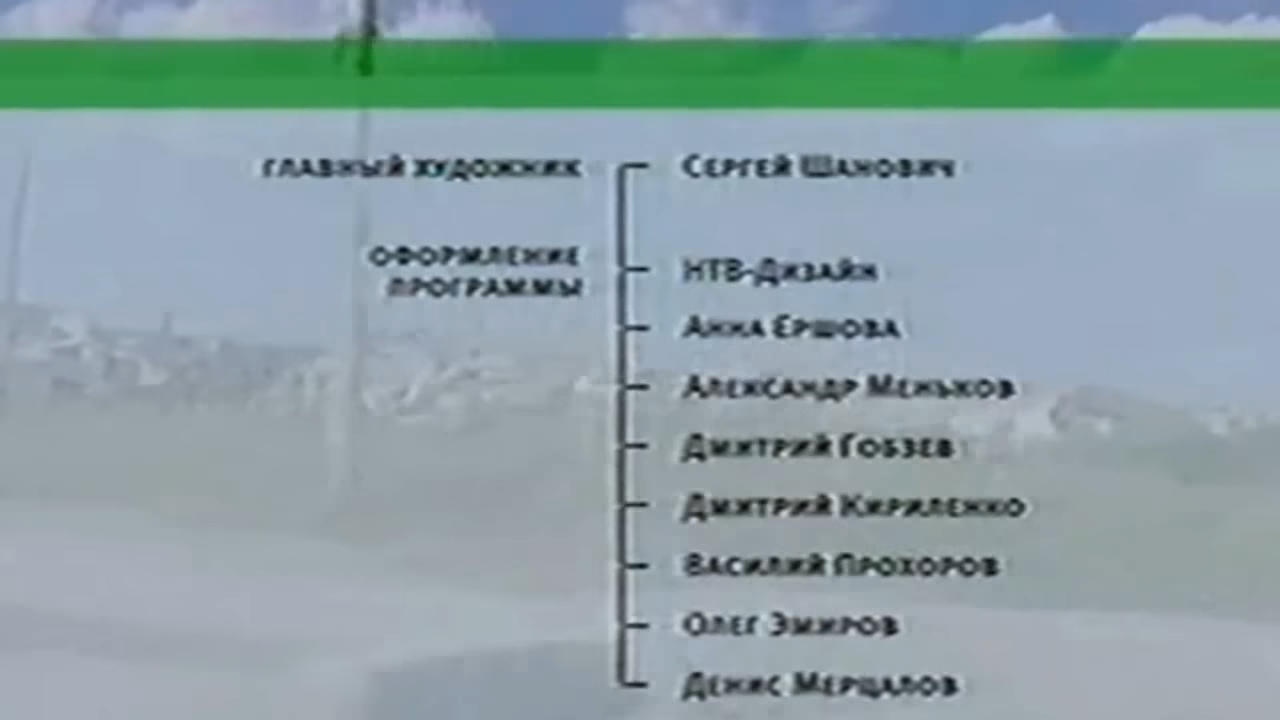 ГЛАВНЫЙ ХУДОЖНИК
СЕРГЕЙ ШАНОВИЧ
ОФОРМЛЕНИЕ
ПРОГРАММЫ
НТВ-ДИЗАЙН
АННА ЕРШОВА
АЛЕКСАНДР МЕНЬКОВ
ДМИТРИЙ ГОБЗЕВ
ДМИТРИЙ КИРИЛЕНКО
ВАСИЛИЙ ПРОХОРОВ
ОЛЕГ ЭМИРОВ
ДЕНИС МЕРЦАЛОВ